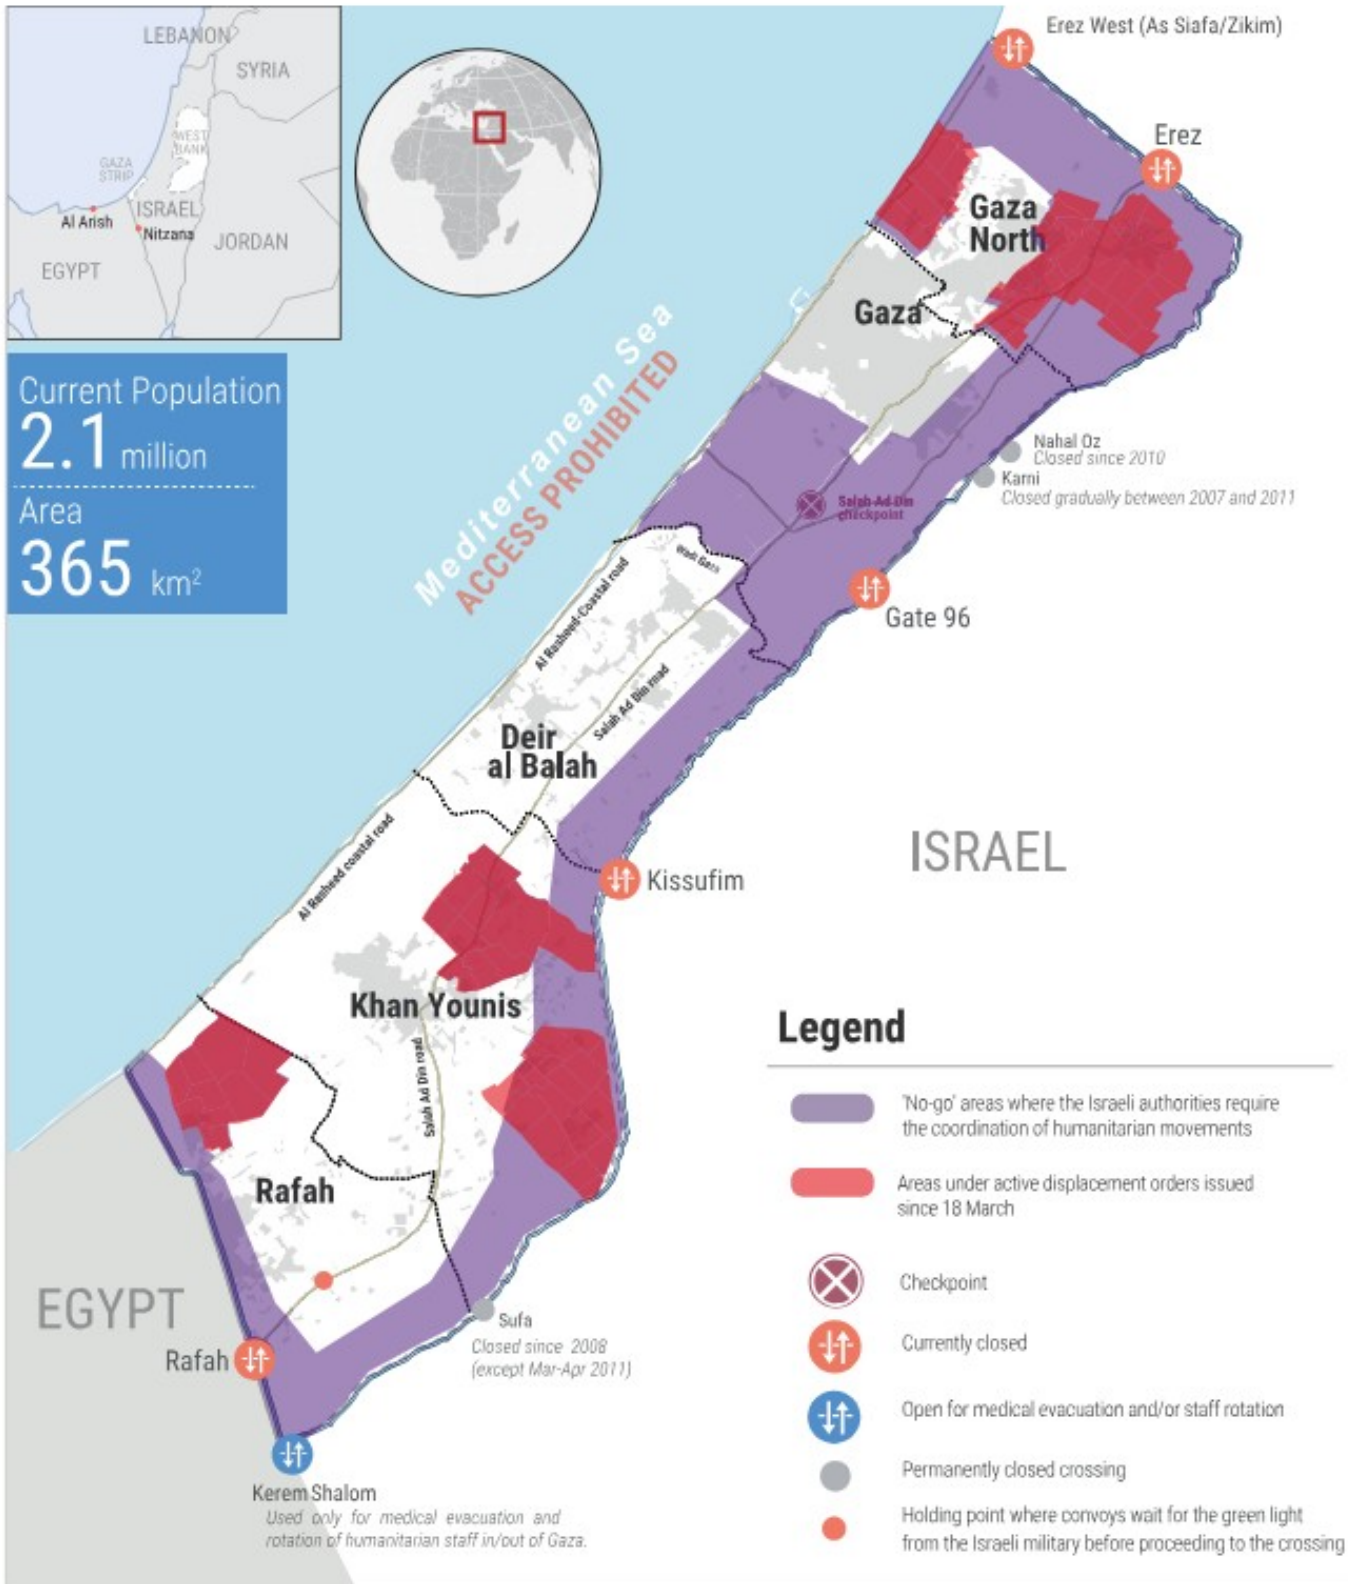 LEBANON
SYRIA
WEST
BANK
GAZA
STRIP
ISRAEL
Al Arish
Nitzana
JORDAN
EGYPT
Current Population
2.1 million
Area
365 km²
Mediterranean Sea
ACCESS PROHIBITED
Erez West (As Siafa/Zikim)
Erez
Gaza
North
Gaza
Nahal Oz
Closed since 2010
Karni
Closed gradually between 2007 and 2011
Salah Ad Din
checkpoint
Wadi Gaza
Gate 96
Al Rasheed-Coastal road
Salah Ad Din road
Deir
al Balah
Al Rasheed coastal road
ISRAEL
Kissufim
Khan Younis
Salah Ad Din road
Rafah
EGYPT
Sufa
Closed since 2008
(except Mar-Apr 2011)
Rafah
Kerem Shalom
Used only for medical evacuation and
rotation of humanitarian staff in/out of Gaza.
Legend
'No-go' areas where the Israeli authorities require
the coordination of humanitarian movements
Areas under active displacement orders issued
since 18 March
Checkpoint
Currently closed
Open for medical evacuation and/or staff rotation
Permanently closed crossing
Holding point where convoys wait for the green light
from the Israeli military before proceeding to the crossing